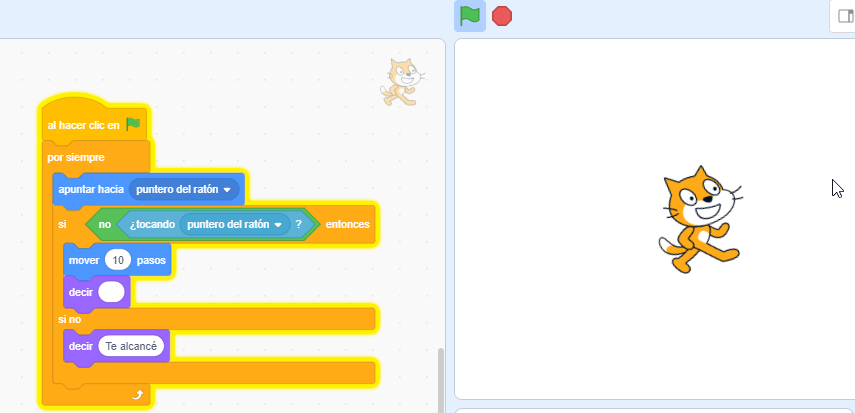 al hacer clic en
por siempre
apuntar hacia puntero del ratón
si no ¿tocando puntero del ratón ? entonces
mover 10 pasos
decir
si no
decir Te alcancé